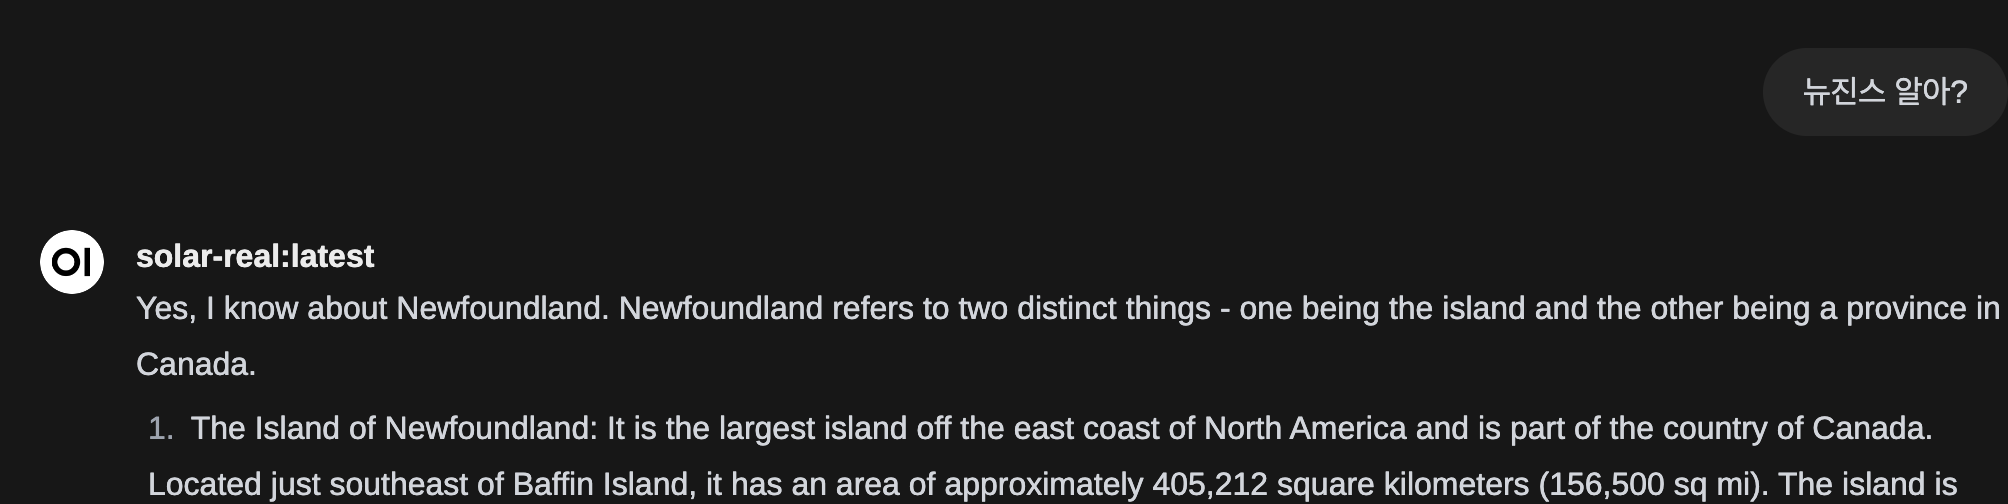 뉴진스 알아?
OI
solar-real:latest
Yes, I know about Newfoundland. Newfoundland refers to two distinct things - one being the island and the other being a province in
Canada.
1. The Island of Newfoundland: It is the largest island off the east coast of North America and is part of the country of Canada.
Located just southeast of Baffin Island, it has an area of approximately 405,212 square kilometers (156,500 sq mi). The island is